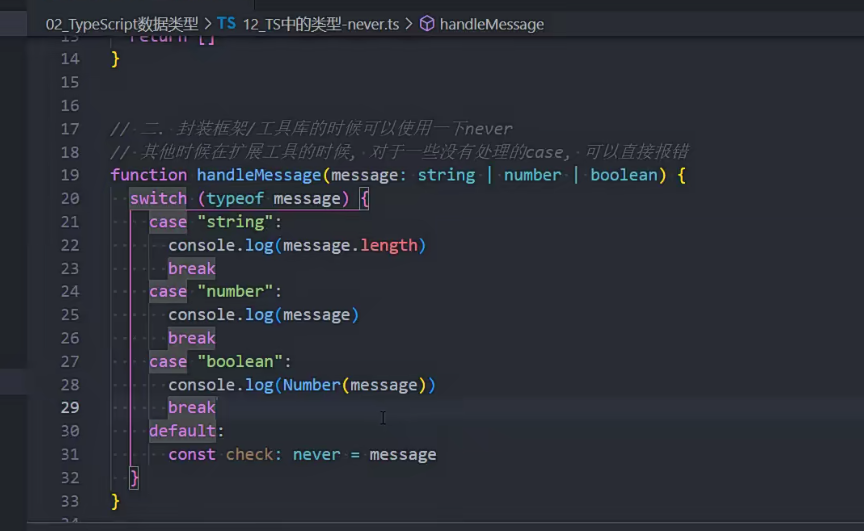 02_TypeScript数据类型 > TS 12_TS中的类型-never.ts > handleMessage
13 return []
14 }
15
16
17 // 二. 封装框架/工具库的时候可以使用一下never
18 // 其他时候在扩展工具的时候, 对于一些没有处理的case, 可以直接报错
19 function handleMessage(message: string | number | boolean) {
20 switch (typeof message) {
21 case "string":
22 console.log(message.length)
23 break
24 case "number":
25 console.log(message)
26 break
27 case "boolean":
28 console.log(Number(message))
29 break
30 default:
31 const check: never = message
32 }
33 }
34